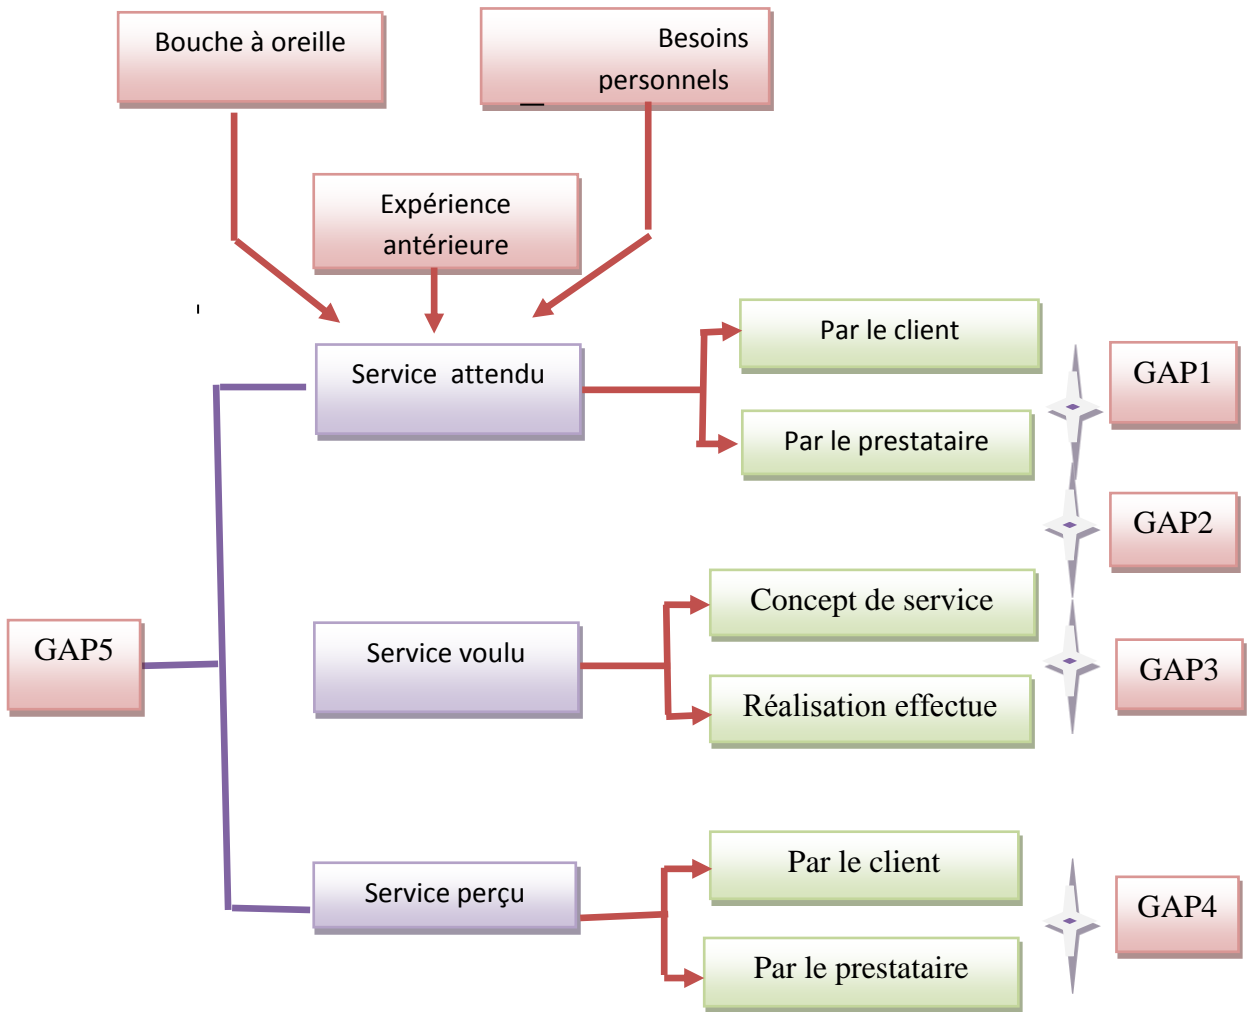 Bouche à oreille
Besoins
personnels
Expérience
antérieure
Par le client
Service attendu
GAP1
Par le prestataire
GAP2
Concept de service
GAP5
Service voulu
GAP3
Réalisation effectue
Par le client
Service perçu
GAP4
Par le prestataire